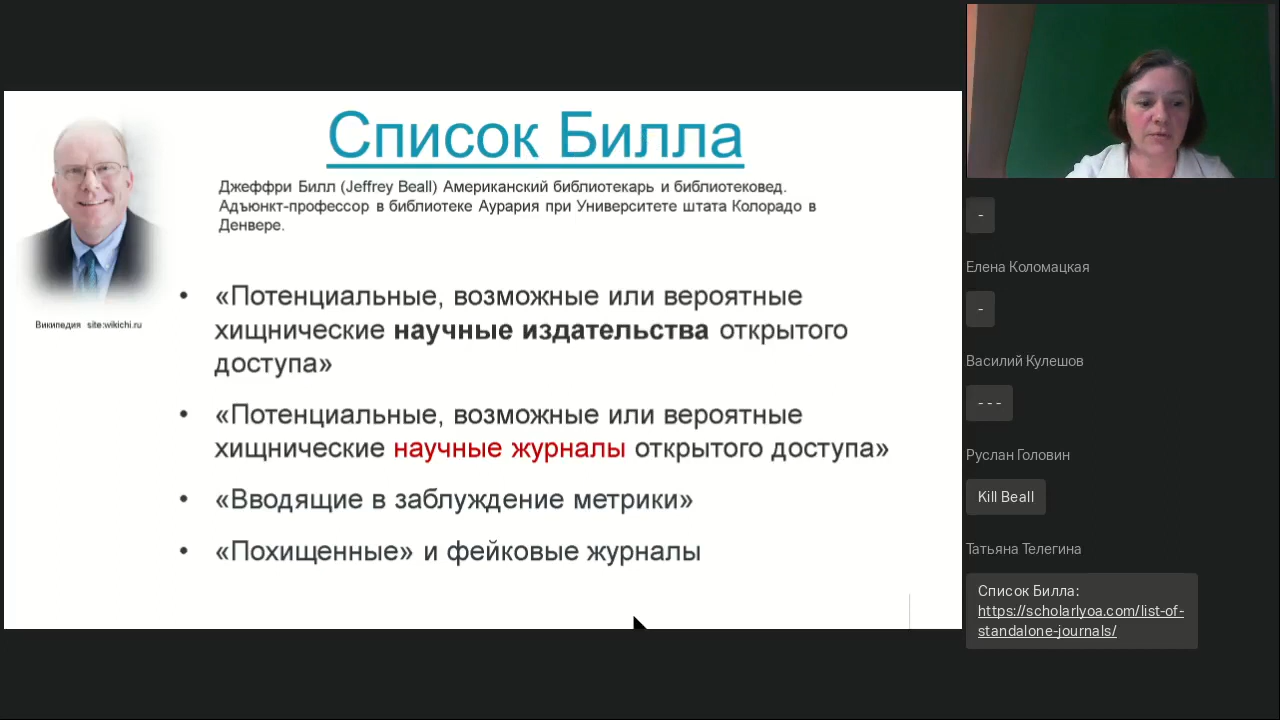 Список Билла
Джеффри Билл (Jeffrey Beall) Американский библиотекарь и библиотековед.
Адъюнкт-профессор в библиотеке Аурария при Университете штата Колорадо в
Денвере.
Википедия site:wikichi.ru
• «Потенциальные, возможные или вероятные
хищнические научные издательства открытого
доступа»
• «Потенциальные, возможные или вероятные
хищнические научные журналы открытого доступа»
• «Вводящие в заблуждение метрики»
• «Похищенные» и фейковые журналы
-
Елена Коломацкая
-
Василий Кулешов
- - -
Руслан Головин
Kill Beall
Татьяна Телегина
Список Билла:
https://scholarlyoa.com/list-of-
standalone-journals/